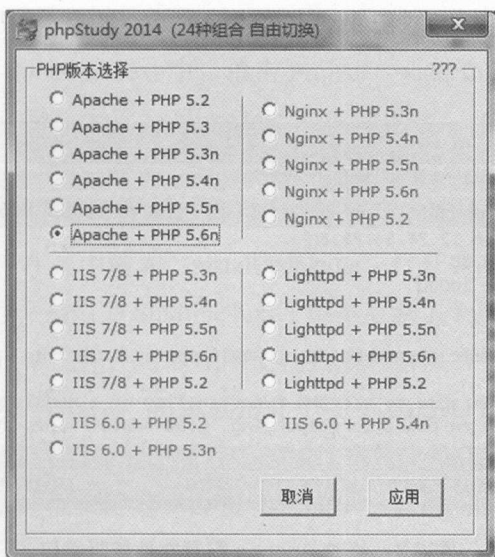 phpStudy 2014 (24种组合 自由切换)
PHP版本选择
???
Apache + PHP 5.2
Apache + PHP 5.3
Apache + PHP 5.3n
Apache + PHP 5.4n
Apache + PHP 5.5n
Apache + PHP 5.6n
Nginx + PHP 5.3n
Nginx + PHP 5.4n
Nginx + PHP 5.5n
Nginx + PHP 5.6n
Nginx + PHP 5.2
IIS 7/8 + PHP 5.3n
IIS 7/8 + PHP 5.4n
IIS 7/8 + PHP 5.5n
IIS 7/8 + PHP 5.6n
IIS 7/8 + PHP 5.2
Lighttpd + PHP 5.3n
Lighttpd + PHP 5.4n
Lighttpd + PHP 5.5n
Lighttpd + PHP 5.6n
Lighttpd + PHP 5.2
IIS 6.0 + PHP 5.2
IIS 6.0 + PHP 5.3n
IIS 6.0 + PHP 5.4n
取消
应用